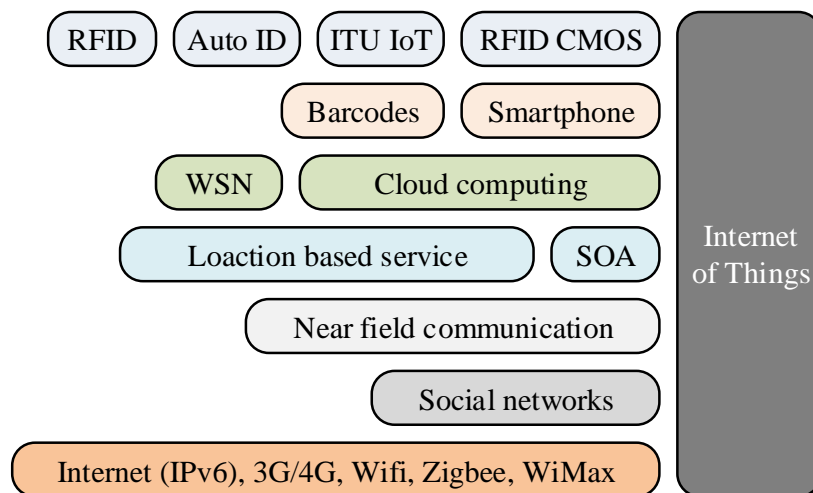 RFID Auto ID ITU IoT RFID CMOS
Barcodes Smartphone
WSN Cloud computing
Loaction based service SOA
Internet
of Things
Near field communication
Social networks
Internet (IPv6), 3G/4G, Wifi, Zigbee, WiMax